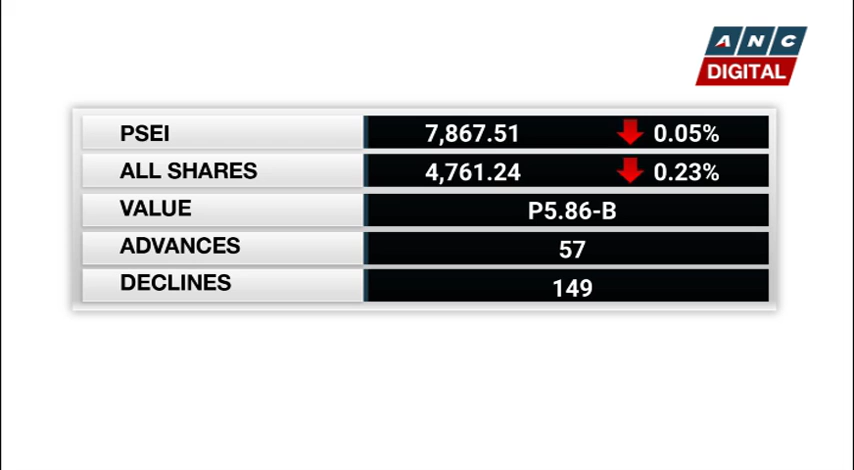 ANC
DIGITAL
PSEI 7,867.51 0.05%
ALL SHARES 4,761.24 0.23%
VALUE P5.86-B
ADVANCES 57
DECLINES 149